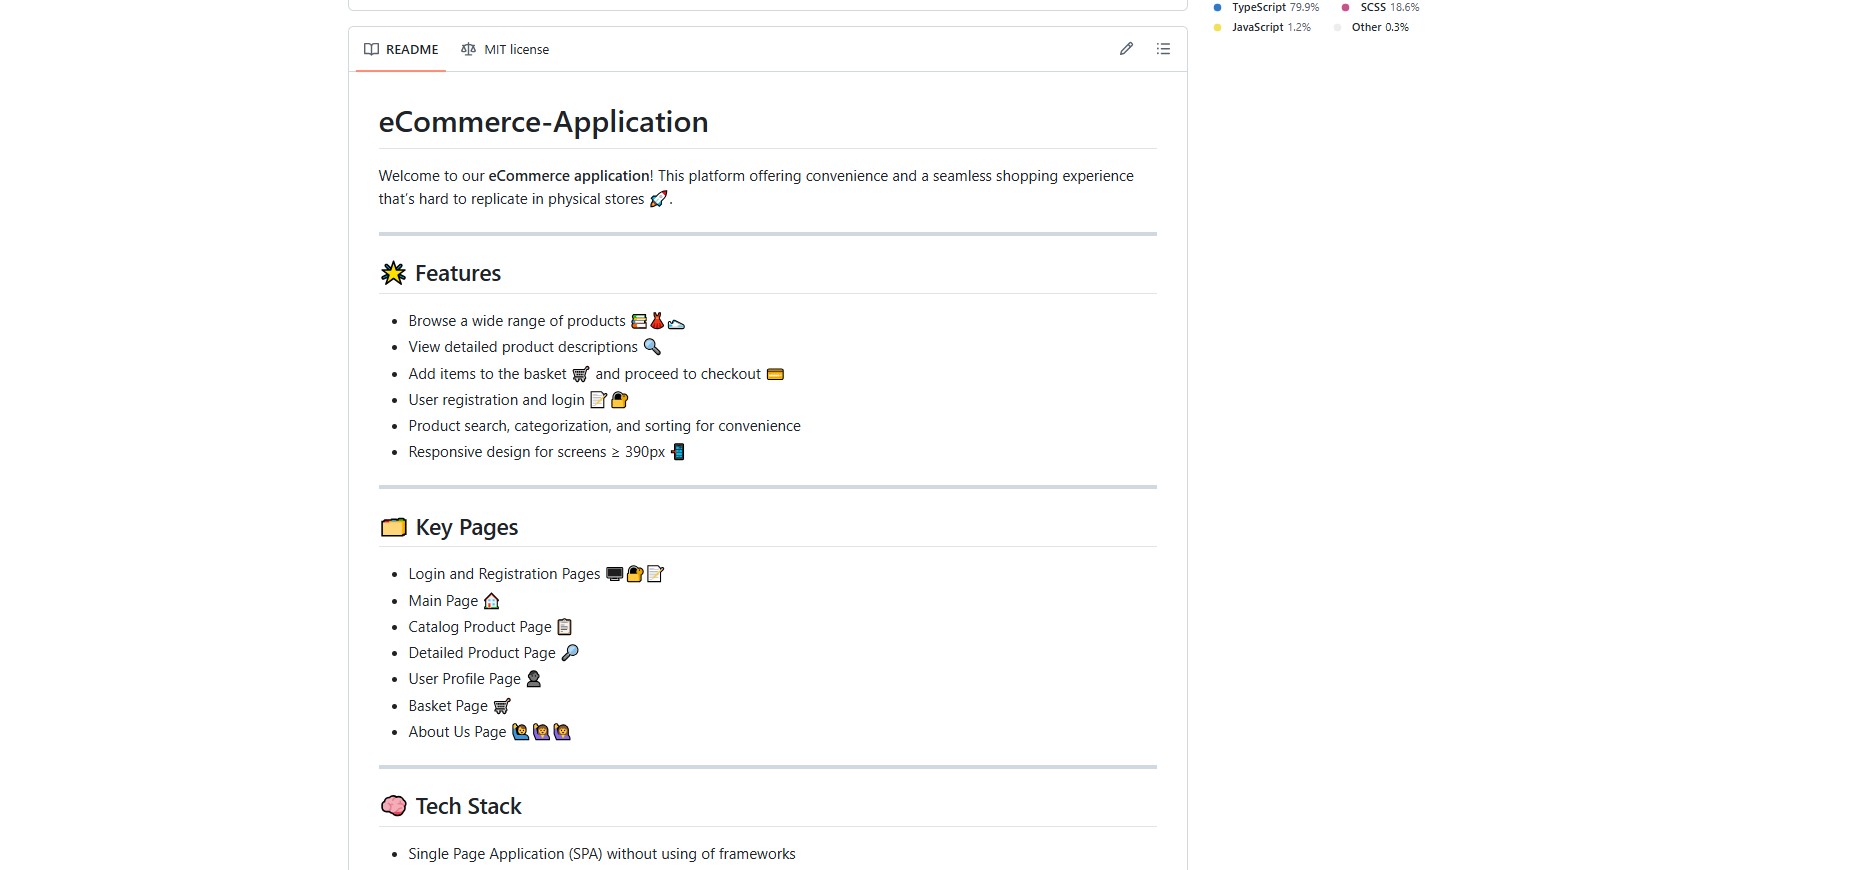 TypeScript 79.9% SCSS 18.6%
JavaScript 1.2% Other 0.3%
README MIT license
eCommerce-Application
Welcome to our eCommerce application! This platform offering convenience and a seamless shopping experience
that's hard to replicate in physical stores 🚀.
🌟 Features
• Browse a wide range of products 📚👗👟
• View detailed product descriptions 🔍
• Add items to the basket 🛒 and proceed to checkout 💳
• User registration and login 📝🔐
• Product search, categorization, and sorting for convenience
• Responsive design for screens ≥ 390px 📲
🗂️ Key Pages
• Login and Registration Pages 🖥️🔐📝
• Main Page 🏠
• Catalog Product Page 📋
• Detailed Product Page 🔎
• User Profile Page 👤
• Basket Page 🛒
• About Us Page 🙋‍♂️🙋‍♀️🙋‍♀️
🧠 Tech Stack
• Single Page Application (SPA) without using of frameworks